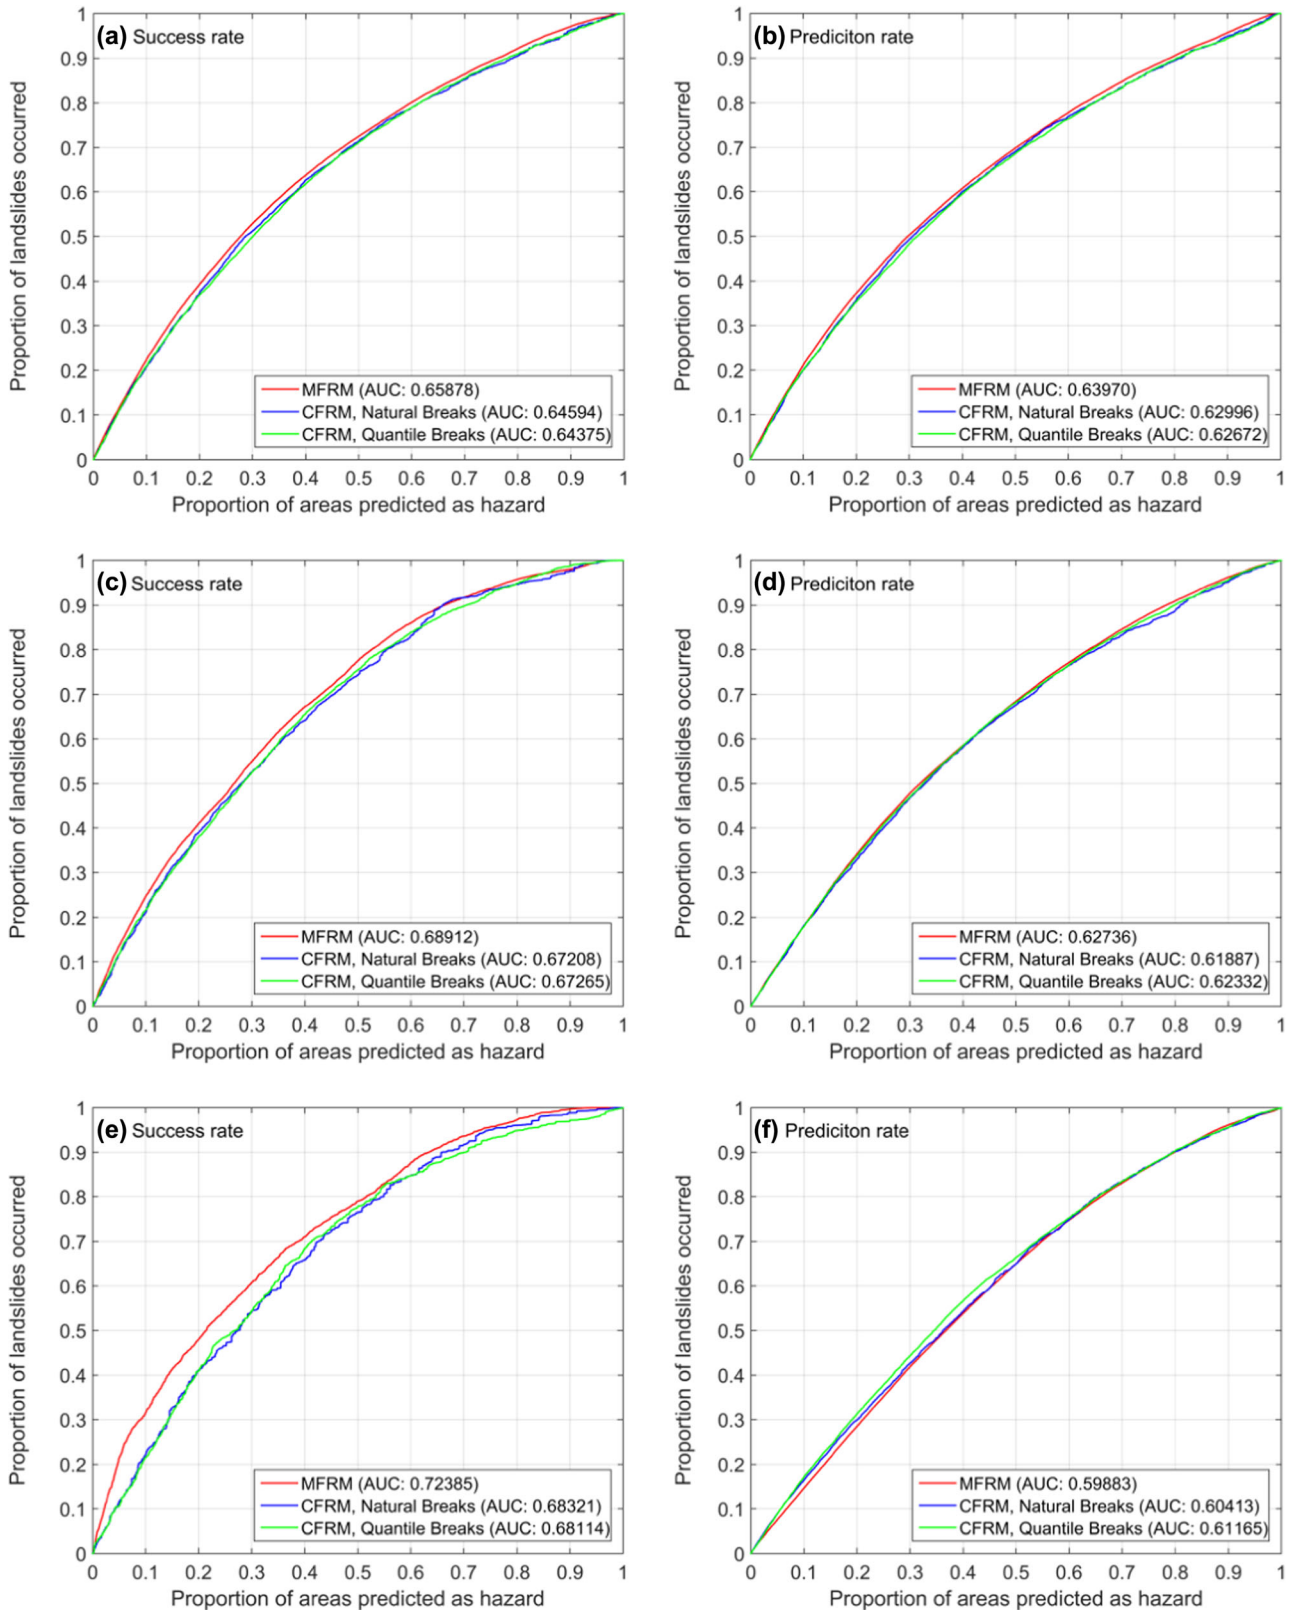 (a) Success rate
Proportion of landslides occurred
1
0.9
0.8
0.7
0.6
0.5
0.4
0.3
0.2
0.1
0
MFRM (AUC: 0.65878)
CFRM, Natural Breaks (AUC: 0.64594)
CFRM, Quantile Breaks (AUC: 0.64375)
0 0.1 0.2 0.3 0.4 0.5 0.6 0.7 0.8 0.9 1
Proportion of areas predicted as hazard
(b) Prediciton rate
Proportion of landslides occurred
1
0.9
0.8
0.7
0.6
0.5
0.4
0.3
0.2
0.1
0
MFRM (AUC: 0.63970)
CFRM, Natural Breaks (AUC: 0.62996)
CFRM, Quantile Breaks (AUC: 0.62672)
0 0.1 0.2 0.3 0.4 0.5 0.6 0.7 0.8 0.9 1
Proportion of areas predicted as hazard
(c) Success rate
Proportion of landslides occurred
1
0.9
0.8
0.7
0.6
0.5
0.4
0.3
0.2
0.1
0
MFRM (AUC: 0.68912)
CFRM, Natural Breaks (AUC: 0.67208)
CFRM, Quantile Breaks (AUC: 0.67265)
0 0.1 0.2 0.3 0.4 0.5 0.6 0.7 0.8 0.9 1
Proportion of areas predicted as hazard
(d) Prediciton rate
Proportion of landslides occurred
1
0.9
0.8
0.7
0.6
0.5
0.4
0.3
0.2
0.1
0
MFRM (AUC: 0.62736)
CFRM, Natural Breaks (AUC: 0.61887)
CFRM, Quantile Breaks (AUC: 0.62332)
0 0.1 0.2 0.3 0.4 0.5 0.6 0.7 0.8 0.9 1
Proportion of areas predicted as hazard
(e) Success rate
Proportion of landslides occurred
1
0.9
0.8
0.7
0.6
0.5
0.4
0.3
0.2
0.1
0
MFRM (AUC: 0.72385)
CFRM, Natural Breaks (AUC: 0.68321)
CFRM, Quantile Breaks (AUC: 0.68114)
0 0.1 0.2 0.3 0.4 0.5 0.6 0.7 0.8 0.9 1
Proportion of areas predicted as hazard
(f) Prediciton rate
Proportion of landslides occurred
1
0.9
0.8
0.7
0.6
0.5
0.4
0.3
0.2
0.1
0
MFRM (AUC: 0.59883)
CFRM, Natural Breaks (AUC: 0.60413)
CFRM, Quantile Breaks (AUC: 0.61165)
0 0.1 0.2 0.3 0.4 0.5 0.6 0.7 0.8 0.9 1
Proportion of areas predicted as hazard